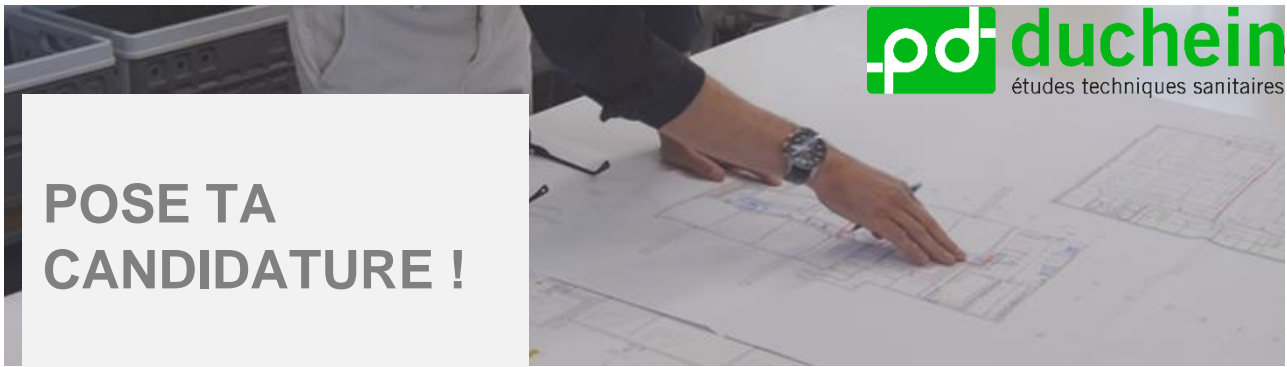 pd duchein
études techniques sanitaires
POSE TA
CANDIDATURE !